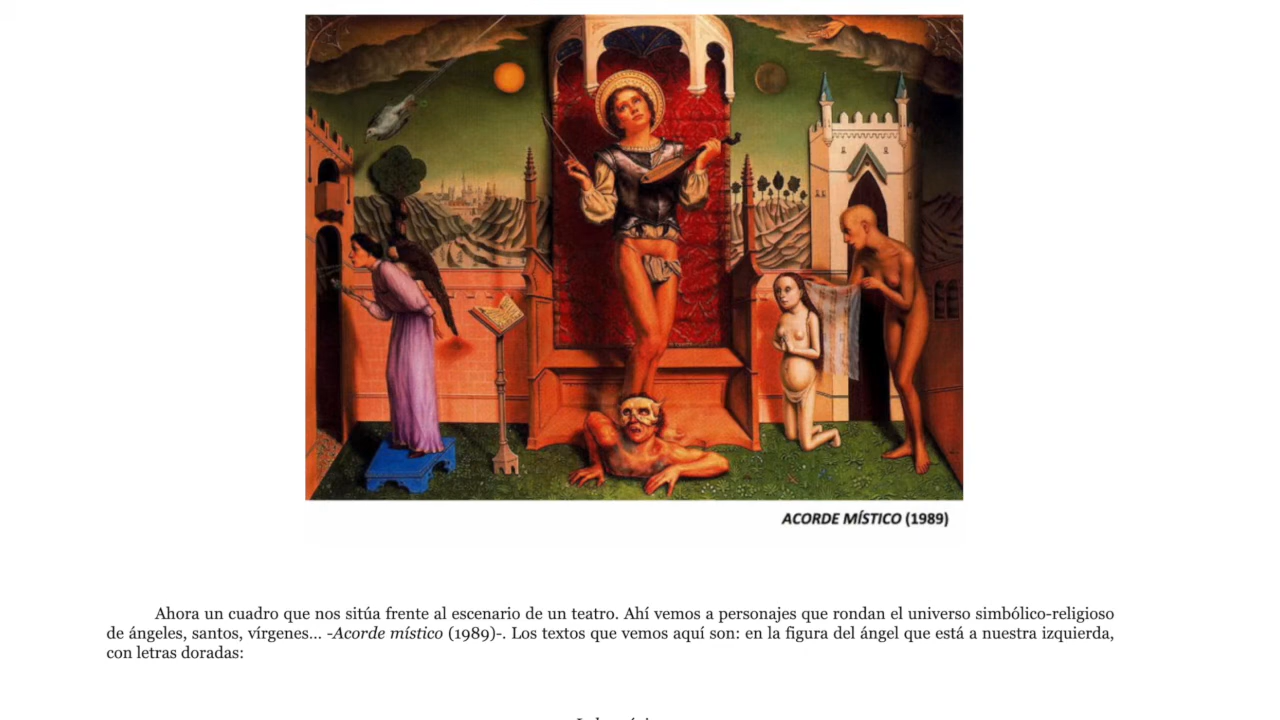 ACORDE MÍSTICO (1989)
Ahora un cuadro que nos sitúa frente al escenario de un teatro. Ahí vemos a personajes que rondan el universo simbólico-religioso
de ángeles, santos, vírgenes... -Acorde místico (1989)-. Los textos que vemos aquí son: en la figura del ángel que está a nuestra izquierda,
con letras doradas: